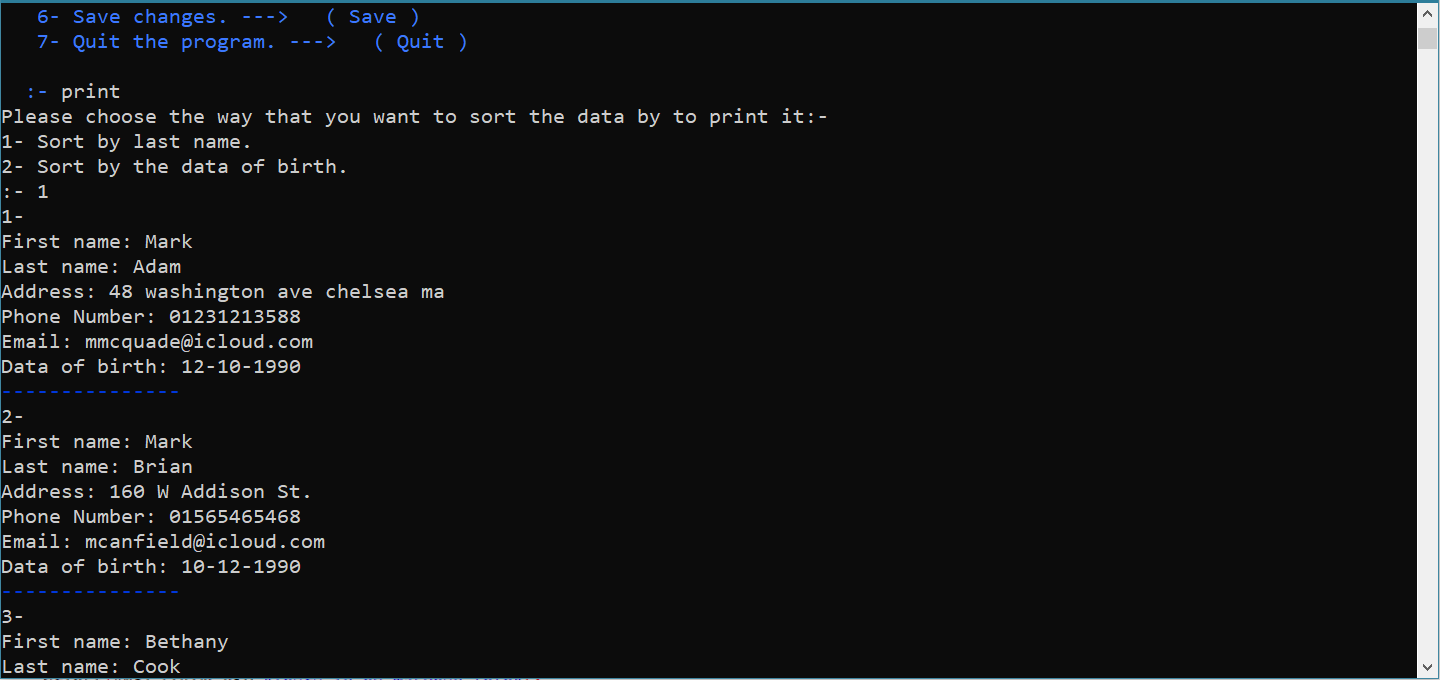 6- Save changes. --->   ( Save )
7- Quit the program. --->   ( Quit )
:- print
Please choose the way that you want to sort the data by to print it:-
1- Sort by last name.
2- Sort by the data of birth.
:- 1
1-
First name: Mark
Last name: Adam
Address: 48 washington ave chelsea ma
Phone Number: 01231213588
Email: mmcquade@icloud.com
Data of birth: 12-10-1990
---------------
2-
First name: Mark
Last name: Brian
Address: 160 W Addison St.
Phone Number: 01565465468
Email: mcanfield@icloud.com
Data of birth: 10-12-1990
---------------
3-
First name: Bethany
Last name: Cook